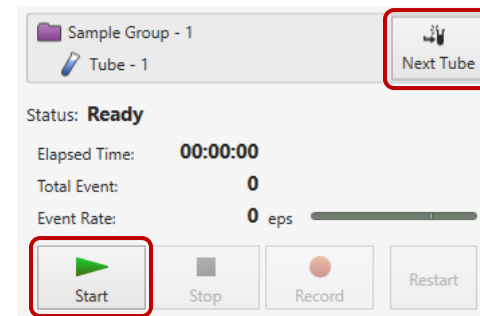 Sample Group - 1
Tube - 1
Next Tube
Status: Ready
Elapsed Time: 00:00:00
Total Event: 0
Event Rate: 0 eps
Start Stop Record Restart